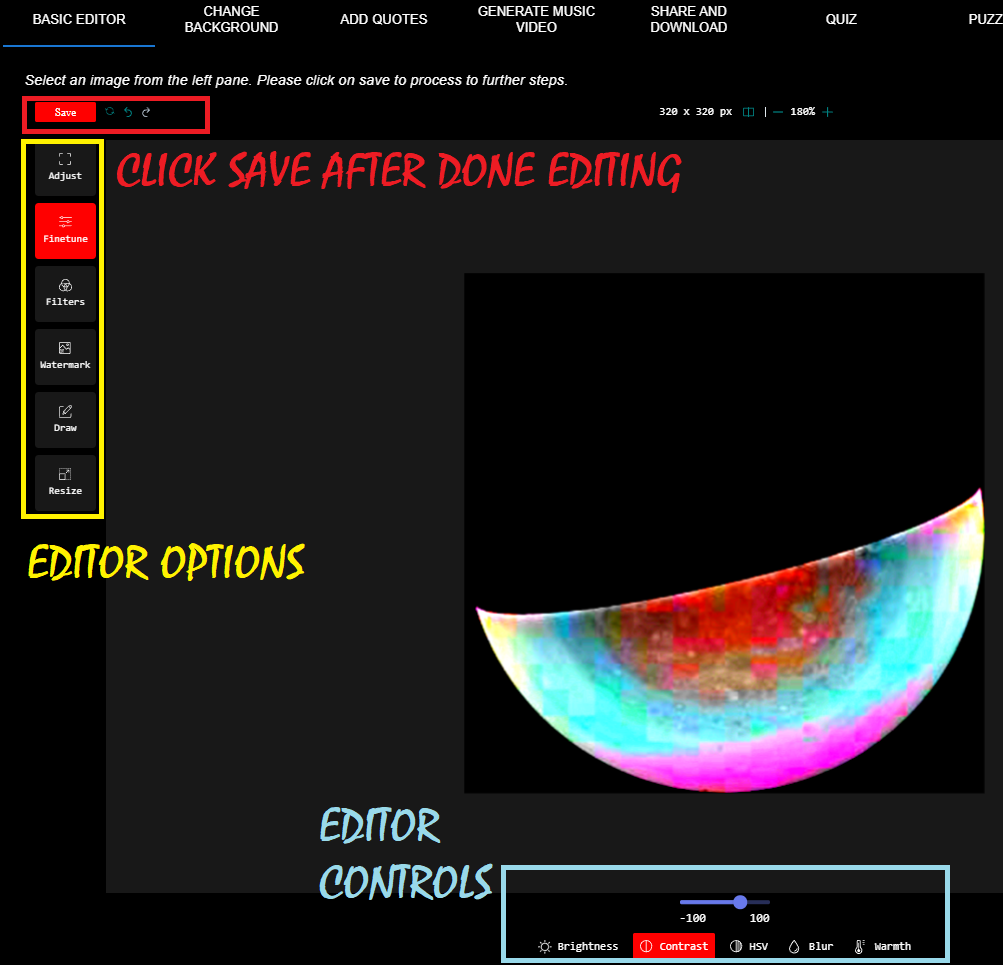 BASIC EDITOR
CHANGE
BACKGROUND
ADD QUOTES
GENERATE MUSIC
VIDEO
SHARE AND
DOWNLOAD
QUIZ
PUZZ
Select an image from the left pane. Please click on save to process to further steps.
Save
320 x 320 px | 180%
Adjust
CLICK SAVE AFTER DONE EDITING
Finetune
Filters
Watermark
Draw
Resize
EDITOR OPTIONS
EDITOR
CONTROLS
-100 100
Brightness Contrast HSV Blur Warmth